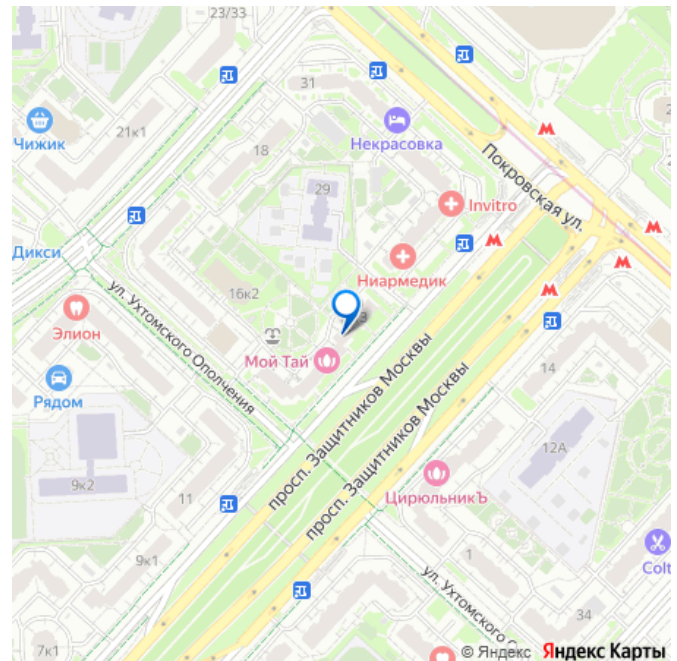 23/33
31
Чижик
21к1
18
Некрасовка
Покровская ул.
29
Invitro
Дикси
Ниармедик
16к2
ул. Ухтомского Ополчения
Элион
Мой Тай
просп. Защитников Москвы
просп. Защитников Москвы
14
Рядом
12А
9к2
11
ЦирюльникЪ
9к1
1
Colt
ул. Ухтомского О
34
7к1
© Яндекс Яндекс Карты